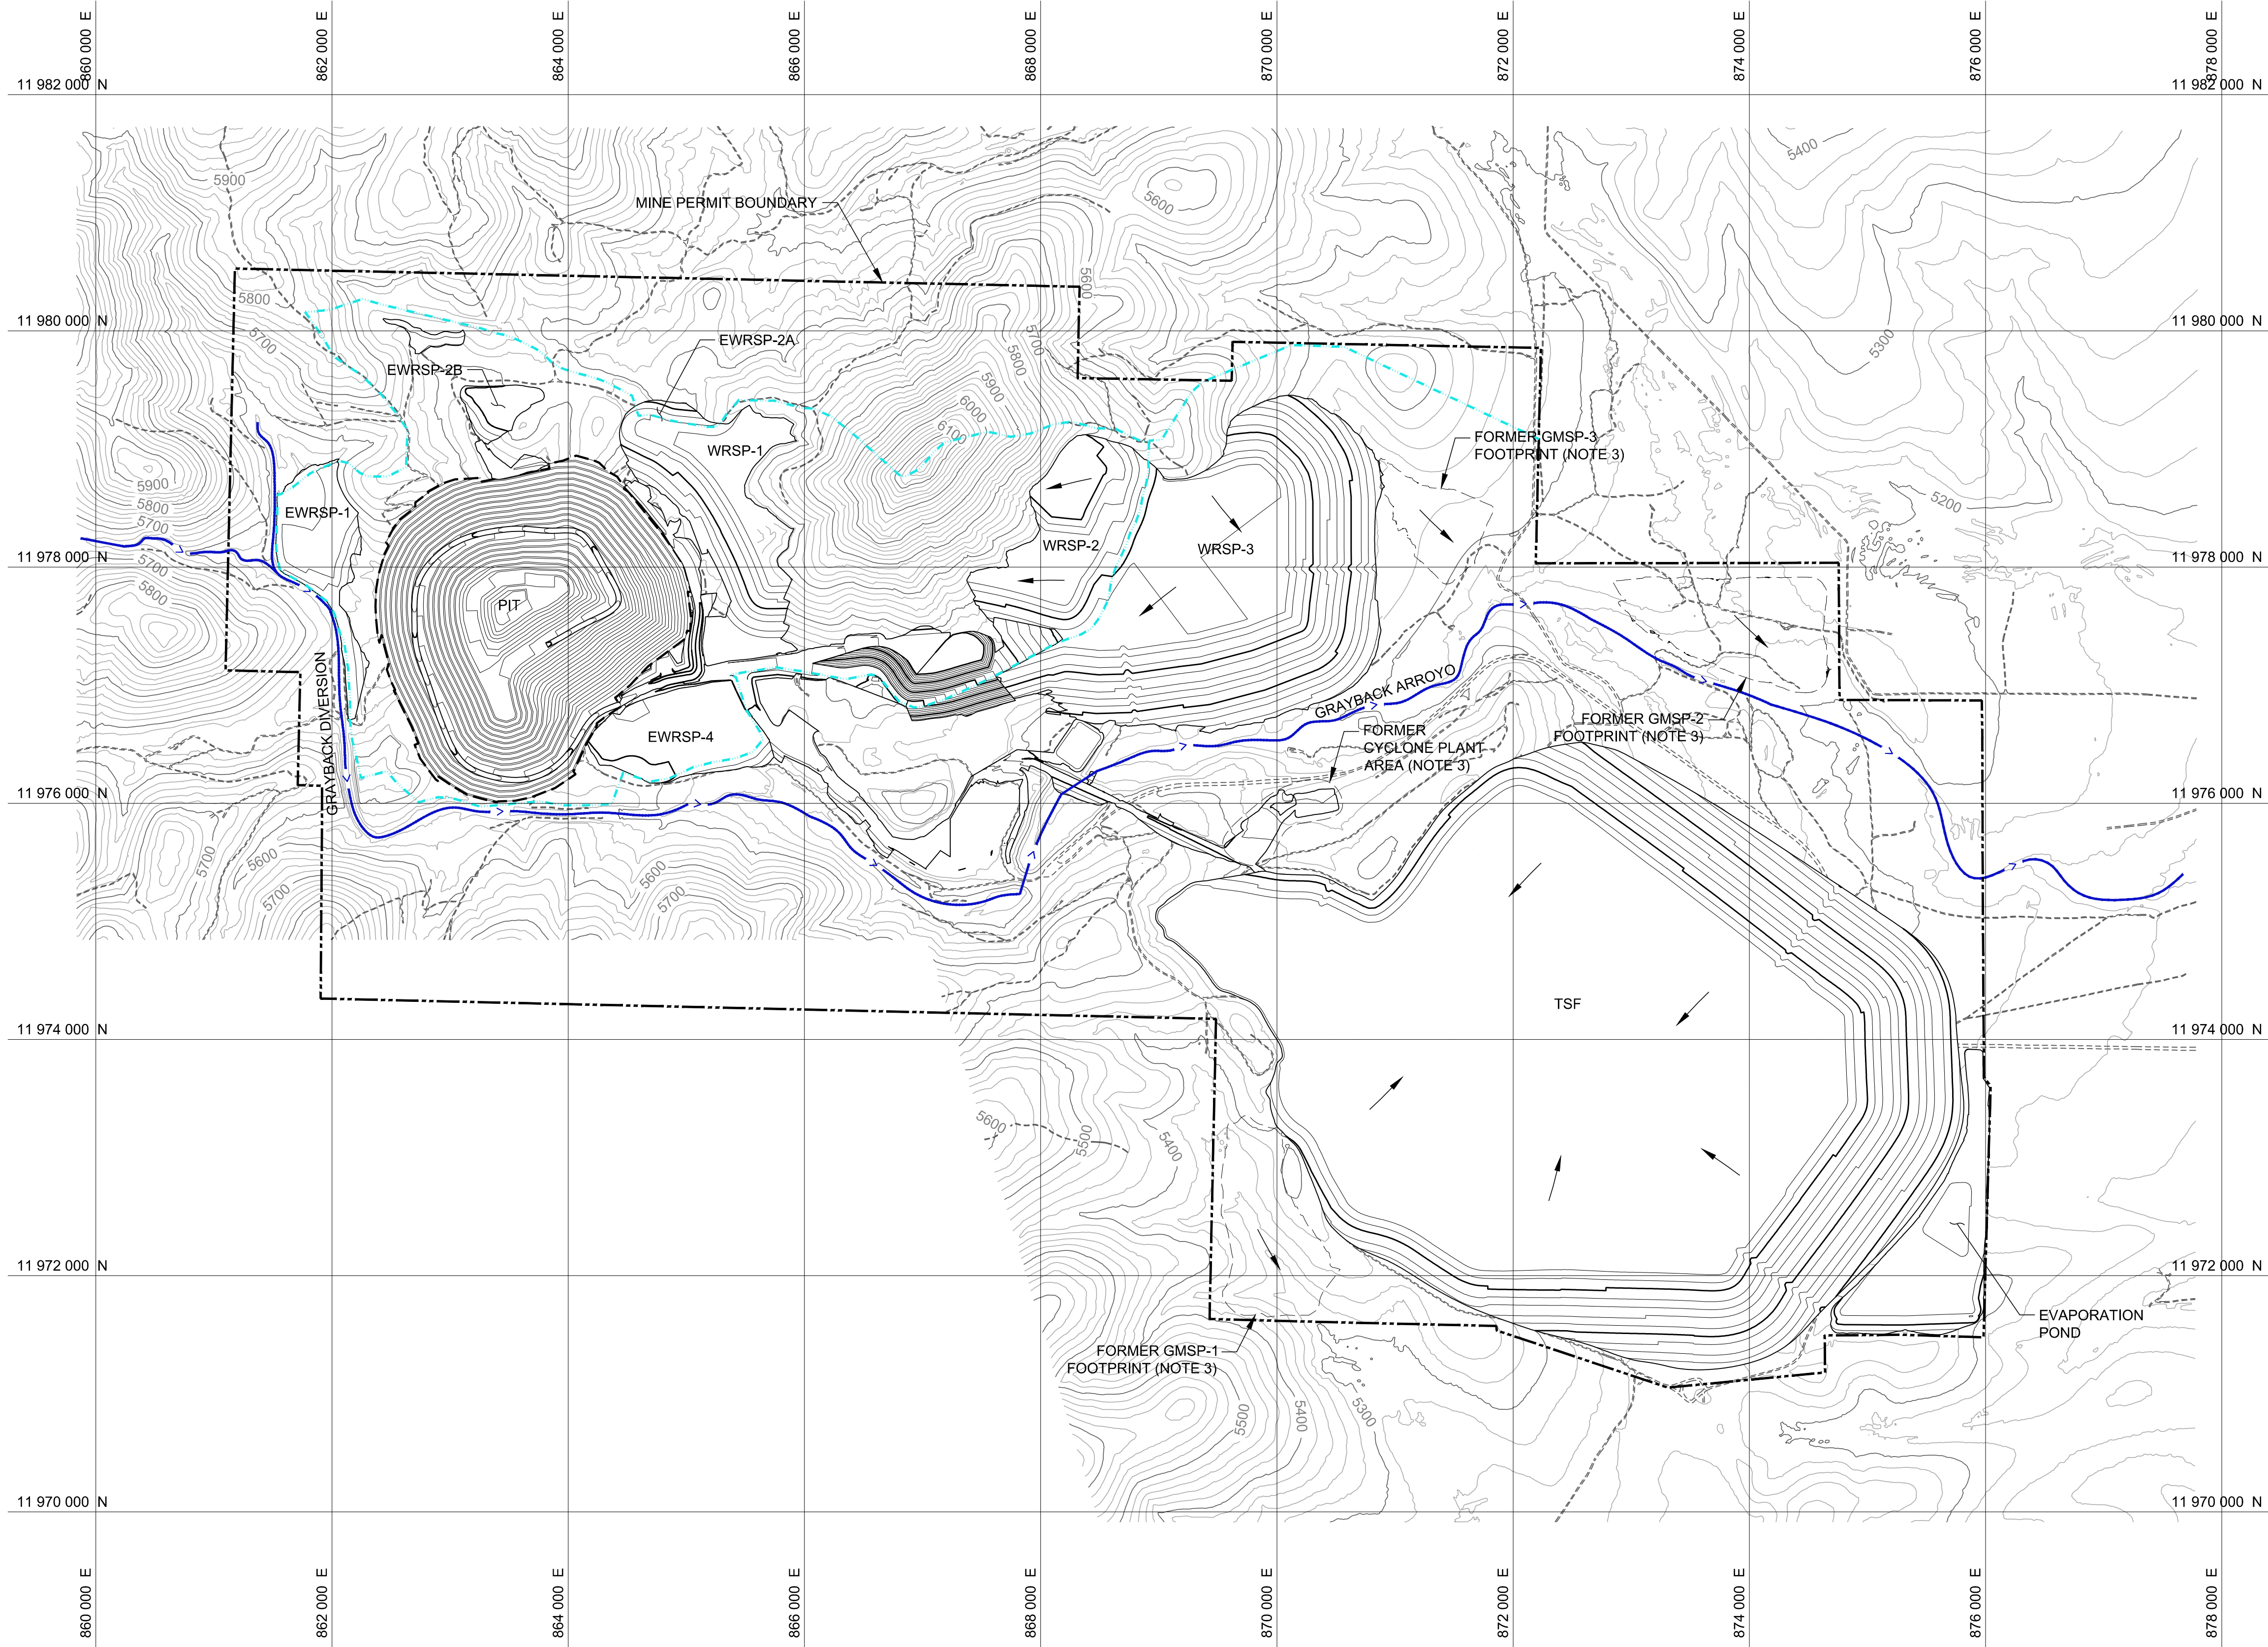 860 000 E
862 000 E
864 000 E
866 000 E
868 000 E
870 000 E
872 000 E
874 000 E
876 000 E
878 000 E
11 982 000 N
11 982 000 N
5400
5900
5600
MINE PERMIT BOUNDARY
5600
5800
11 980 000 N
11 980 000 N
5700
5700
5300
EWRSP-2A
5800
EWRSP-2B
5900
6000
6100
FORMER GMSP-3
FOOTPRINT (NOTE 3)
WRSP-1
5900
5800
5700
5200
EWRSP-1
WRSP-2
WRSP-3
11 978 000 N
11 978 000 N
5700
5800
PIT
GRAYBACK DIVERSION
GRAYBACK ARROYO
EWRSP-4
FORMER GMSP-2
FOOTPRINT (NOTE 3)
FORMER
CYCLONE PLANT
AREA (NOTE 3)
11 976 000 N
11 976 000 N
5700
5600
5700
5600
5700
TSF
11 974 000 N
11 974 000 N
5600
5500
5400
11 972 000 N
11 972 000 N
EVAPORATION
POND
FORMER GMSP-1
FOOTPRINT (NOTE 3)
5500
5400
5300
11 970 000 N
11 970 000 N
860 000 E
862 000 E
864 000 E
866 000 E
868 000 E
870 000 E
872 000 E
874 000 E
876 000 E
878 000 E